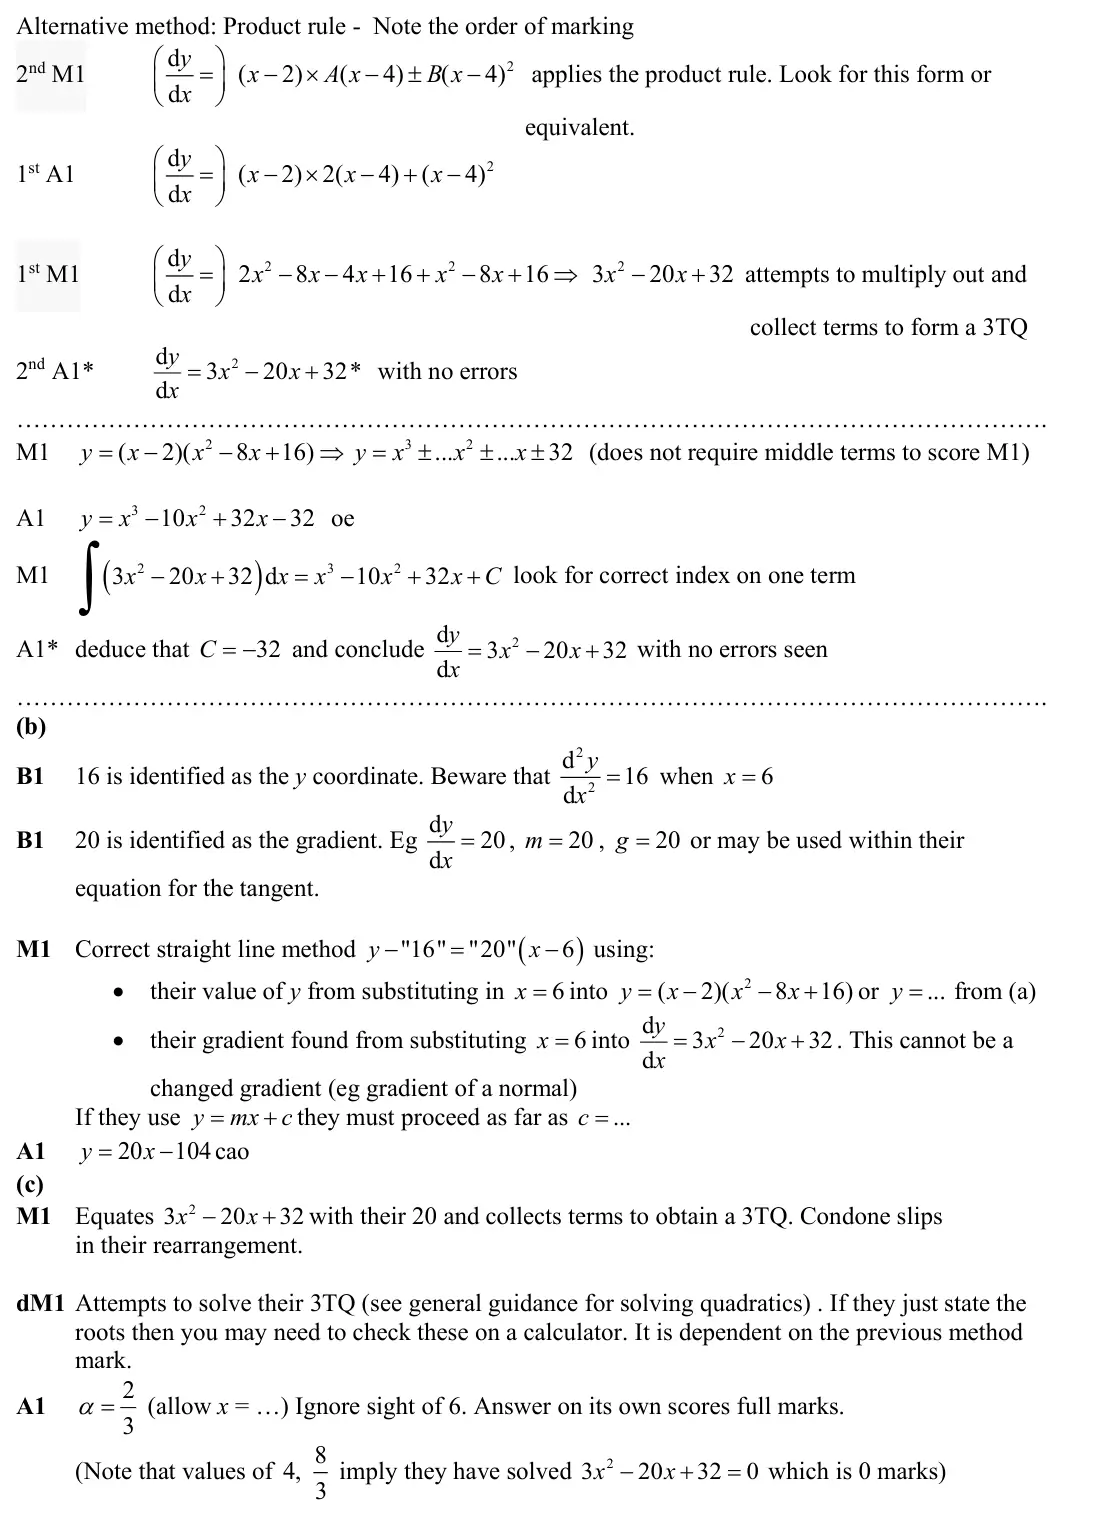 Alternative method: Product rule - Note the order of marking
2nd M1 (dy/dx =) (x − 2) × A(x − 4) ± B(x − 4)² applies the product rule. Look for this form or
equivalent.
1st A1 (dy/dx =) (x − 2) × 2(x − 4) + (x − 4)²
1st M1 (dy/dx =) 2x² − 8x − 4x + 16 + x² − 8x + 16 ⇒ 3x² − 20x + 32 attempts to multiply out and
collect terms to form a 3TQ
2nd A1* dy/dx = 3x² − 20x + 32 * with no errors
……………………………………………………………………………………………………………….
M1 y = (x − 2)(x² − 8x + 16) ⇒ y = x³ ± ...x² ± ...x ± 32 (does not require middle terms to score M1)
A1 y = x³ − 10x² + 32x − 32 oe
M1 ∫(3x² − 20x + 32)dx = x³ − 10x² + 32x + C look for correct index on one term
A1* deduce that C = −32 and conclude dy/dx = 3x² − 20x + 32 with no errors seen
……………………………………………………………………………………………………………….
(b)
B1 16 is identified as the y coordinate. Beware that d²y/dx² = 16 when x = 6
B1 20 is identified as the gradient. Eg dy/dx = 20, m = 20, g = 20 or may be used within their
equation for the tangent.
M1 Correct straight line method y − "16" = "20"(x − 6) using:
• their value of y from substituting in x = 6 into y = (x − 2)(x² − 8x + 16) or y = ... from (a)
• their gradient found from substituting x = 6 into dy/dx = 3x² − 20x + 32. This cannot be a
changed gradient (eg gradient of a normal)
If they use y = mx + c they must proceed as far as c = ...
A1 y = 20x − 104 cao
(c)
M1 Equates 3x² − 20x + 32 with their 20 and collects terms to obtain a 3TQ. Condone slips
in their rearrangement.
dM1 Attempts to solve their 3TQ (see general guidance for solving quadratics) . If they just state the
roots then you may need to check these on a calculator. It is dependent on the previous method
mark.
A1 α = 2/3 (allow x = …) Ignore sight of 6. Answer on its own scores full marks.
(Note that values of 4, 8/3 imply they have solved 3x² − 20x + 32 = 0 which is 0 marks)